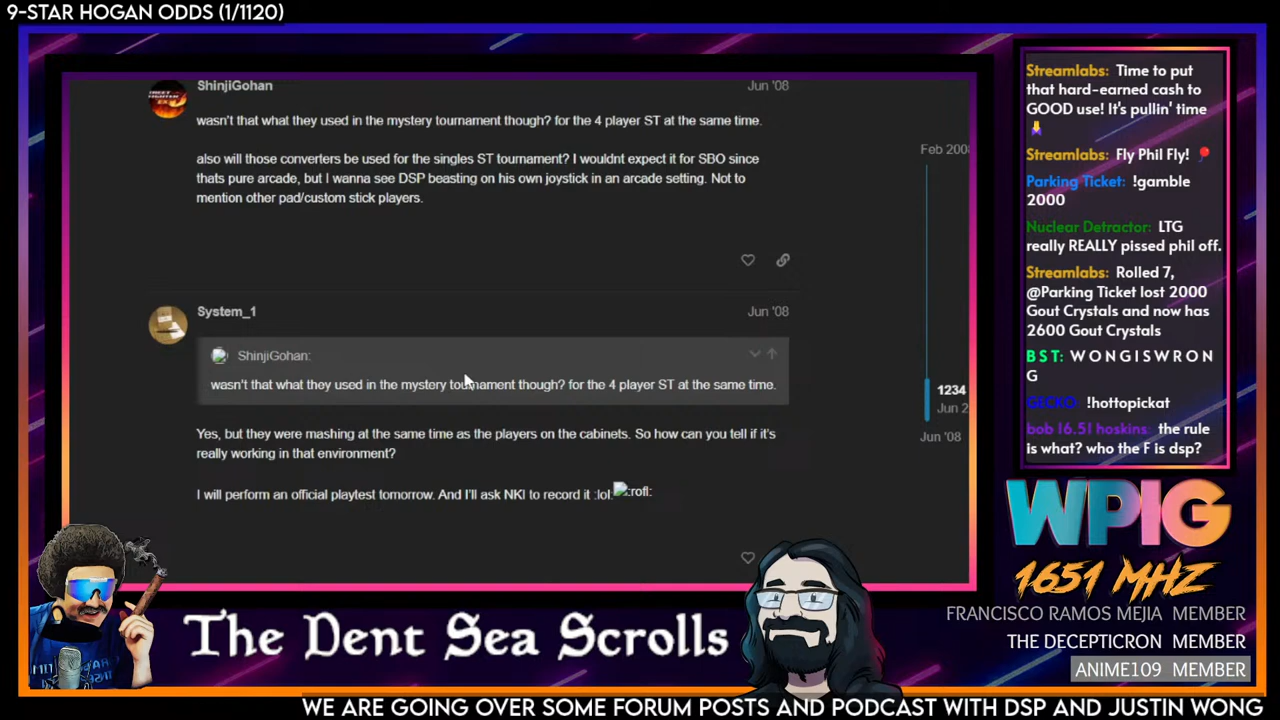 9-STAR HOGAN ODDS (1/1120)
ShinjiGohan
Jun '08
wasn't that what they used in the mystery tournament though? for the 4 player ST at the same time.
also will those converters be used for the singles ST tournament? I wouldnt expect it for SBO since
thats pure arcade, but I wanna see DSP beasting on his own joystick in an arcade setting. Not to
mention other pad/custom stick players.
System_1
Jun '08
ShinjiGohan:
wasn't that what they used in the mystery tournament though? for the 4 player ST at the same time.
Yes, but they were mashing at the same time as the players on the cabinets. So how can you tell if it's
really working in that environment?
I will perform an official playtest tomorrow. And I'll ask NKI to record it :lol: :rofl:
Feb 2008
1234
Jun 2
Jun '08
Streamlabs: Time to put
that hard-earned cash to
GOOD use! It's pullin' time
Streamlabs: Fly Phil Fly!
Parking Ticket: !gamble
2000
Nuclear Detractor: LTG
really REALLY pissed phil off.
Streamlabs: Rolled 7,
@Parking Ticket lost 2000
Gout Crystals and now has
2600 Gout Crystals
B S T: W O N G I S W R O N
G
GECKO: !hottopickat
bob 16.51 hoskins: the rule
is what? who the F is dsp?
WPIG
1651 MHZ
FRANCISCO RAMOS MEJIA MEMBER
THE DECEPTICRON MEMBER
ANIME109 MEMBER
The Dent Sea Scrolls
WE ARE GOING OVER SOME FORUM POSTS AND PODCAST WITH DSP AND JUSTIN WONG